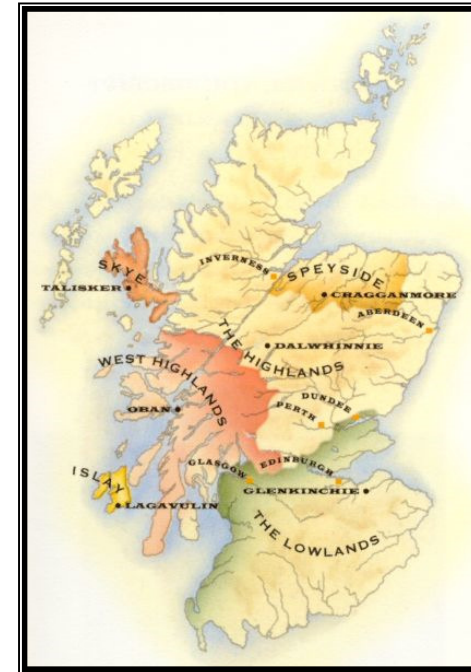 INVERNESS
SPEYSIDE
SKYE
TALISKER
CRAGGANMORE
ABERDEEN
THE HIGHLANDS
DALWHINNIE
WEST HIGHLANDS
DUNDEE
PERTH
OBAN
ISLAY
GLASGOW
EDINBURGH
GLENKINCHIE
LAGAVULIN
THE LOWLANDS